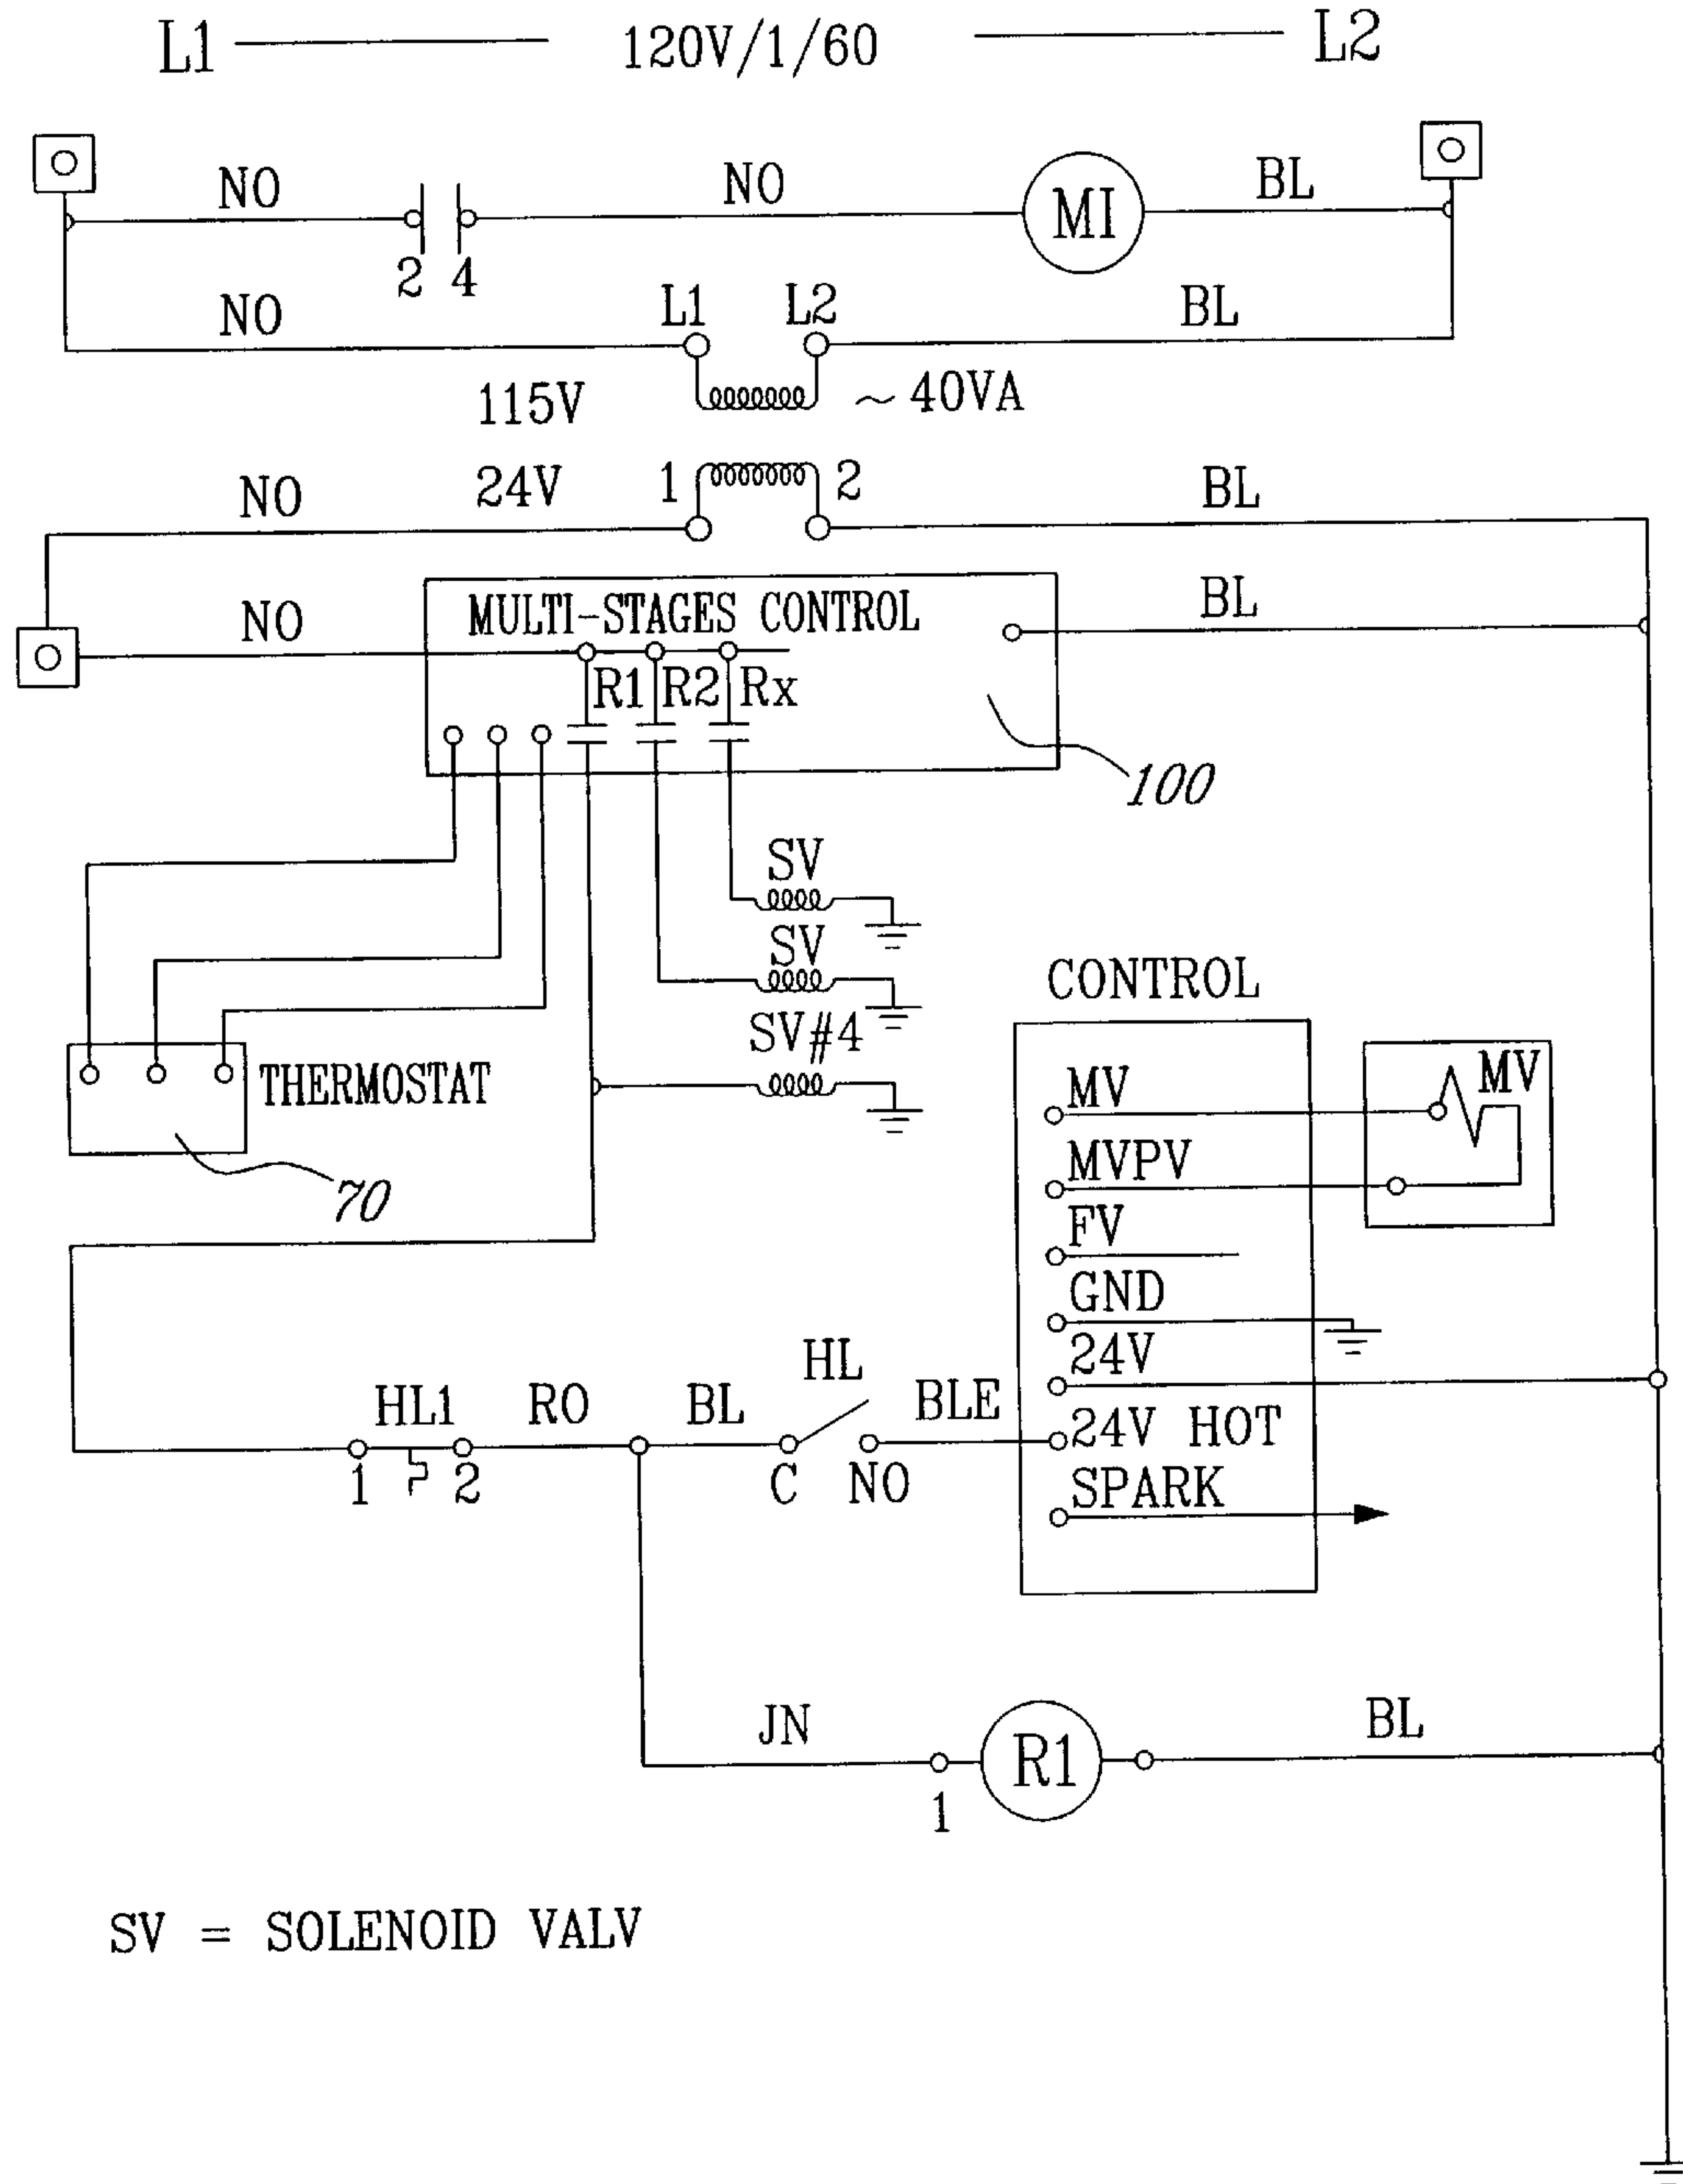 L1 120V/1/60 L2
NO NO MI BL
2 4
NO L1 L2 BL
115V ~ 40VA
NO 24V 1 2 BL
MULTI-STAGES CONTROL BL
NO
R1 R2 Rx
100
SV
SV
SV#4
THERMOSTAT
70
CONTROL
MV MV
MVPV
FV
GND
24V
HL1 RO BL HL BLE 24V HOT
1 2 C NO
SPARK
JN R1 BL
1
SV = SOLENOID VALV